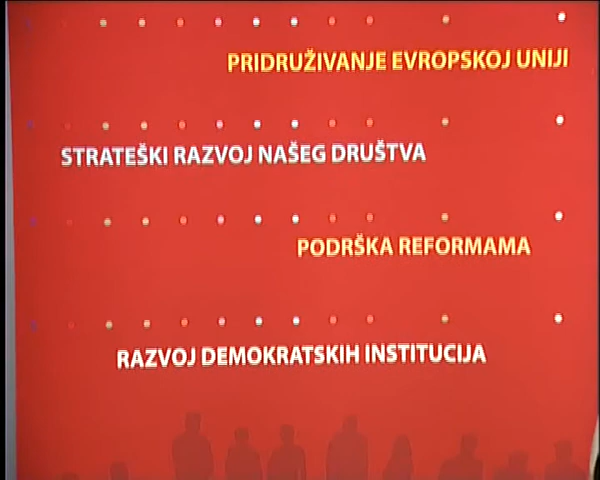 PRIDRUŽIVANJE EVROPSKOJ UNIJI
STRATEŠKI RAZVOJ NAŠEG DRUŠTVA
PODRŠKA REFORMAMA
RAZVOJ DEMOKRATSKIH INSTITUCIJA